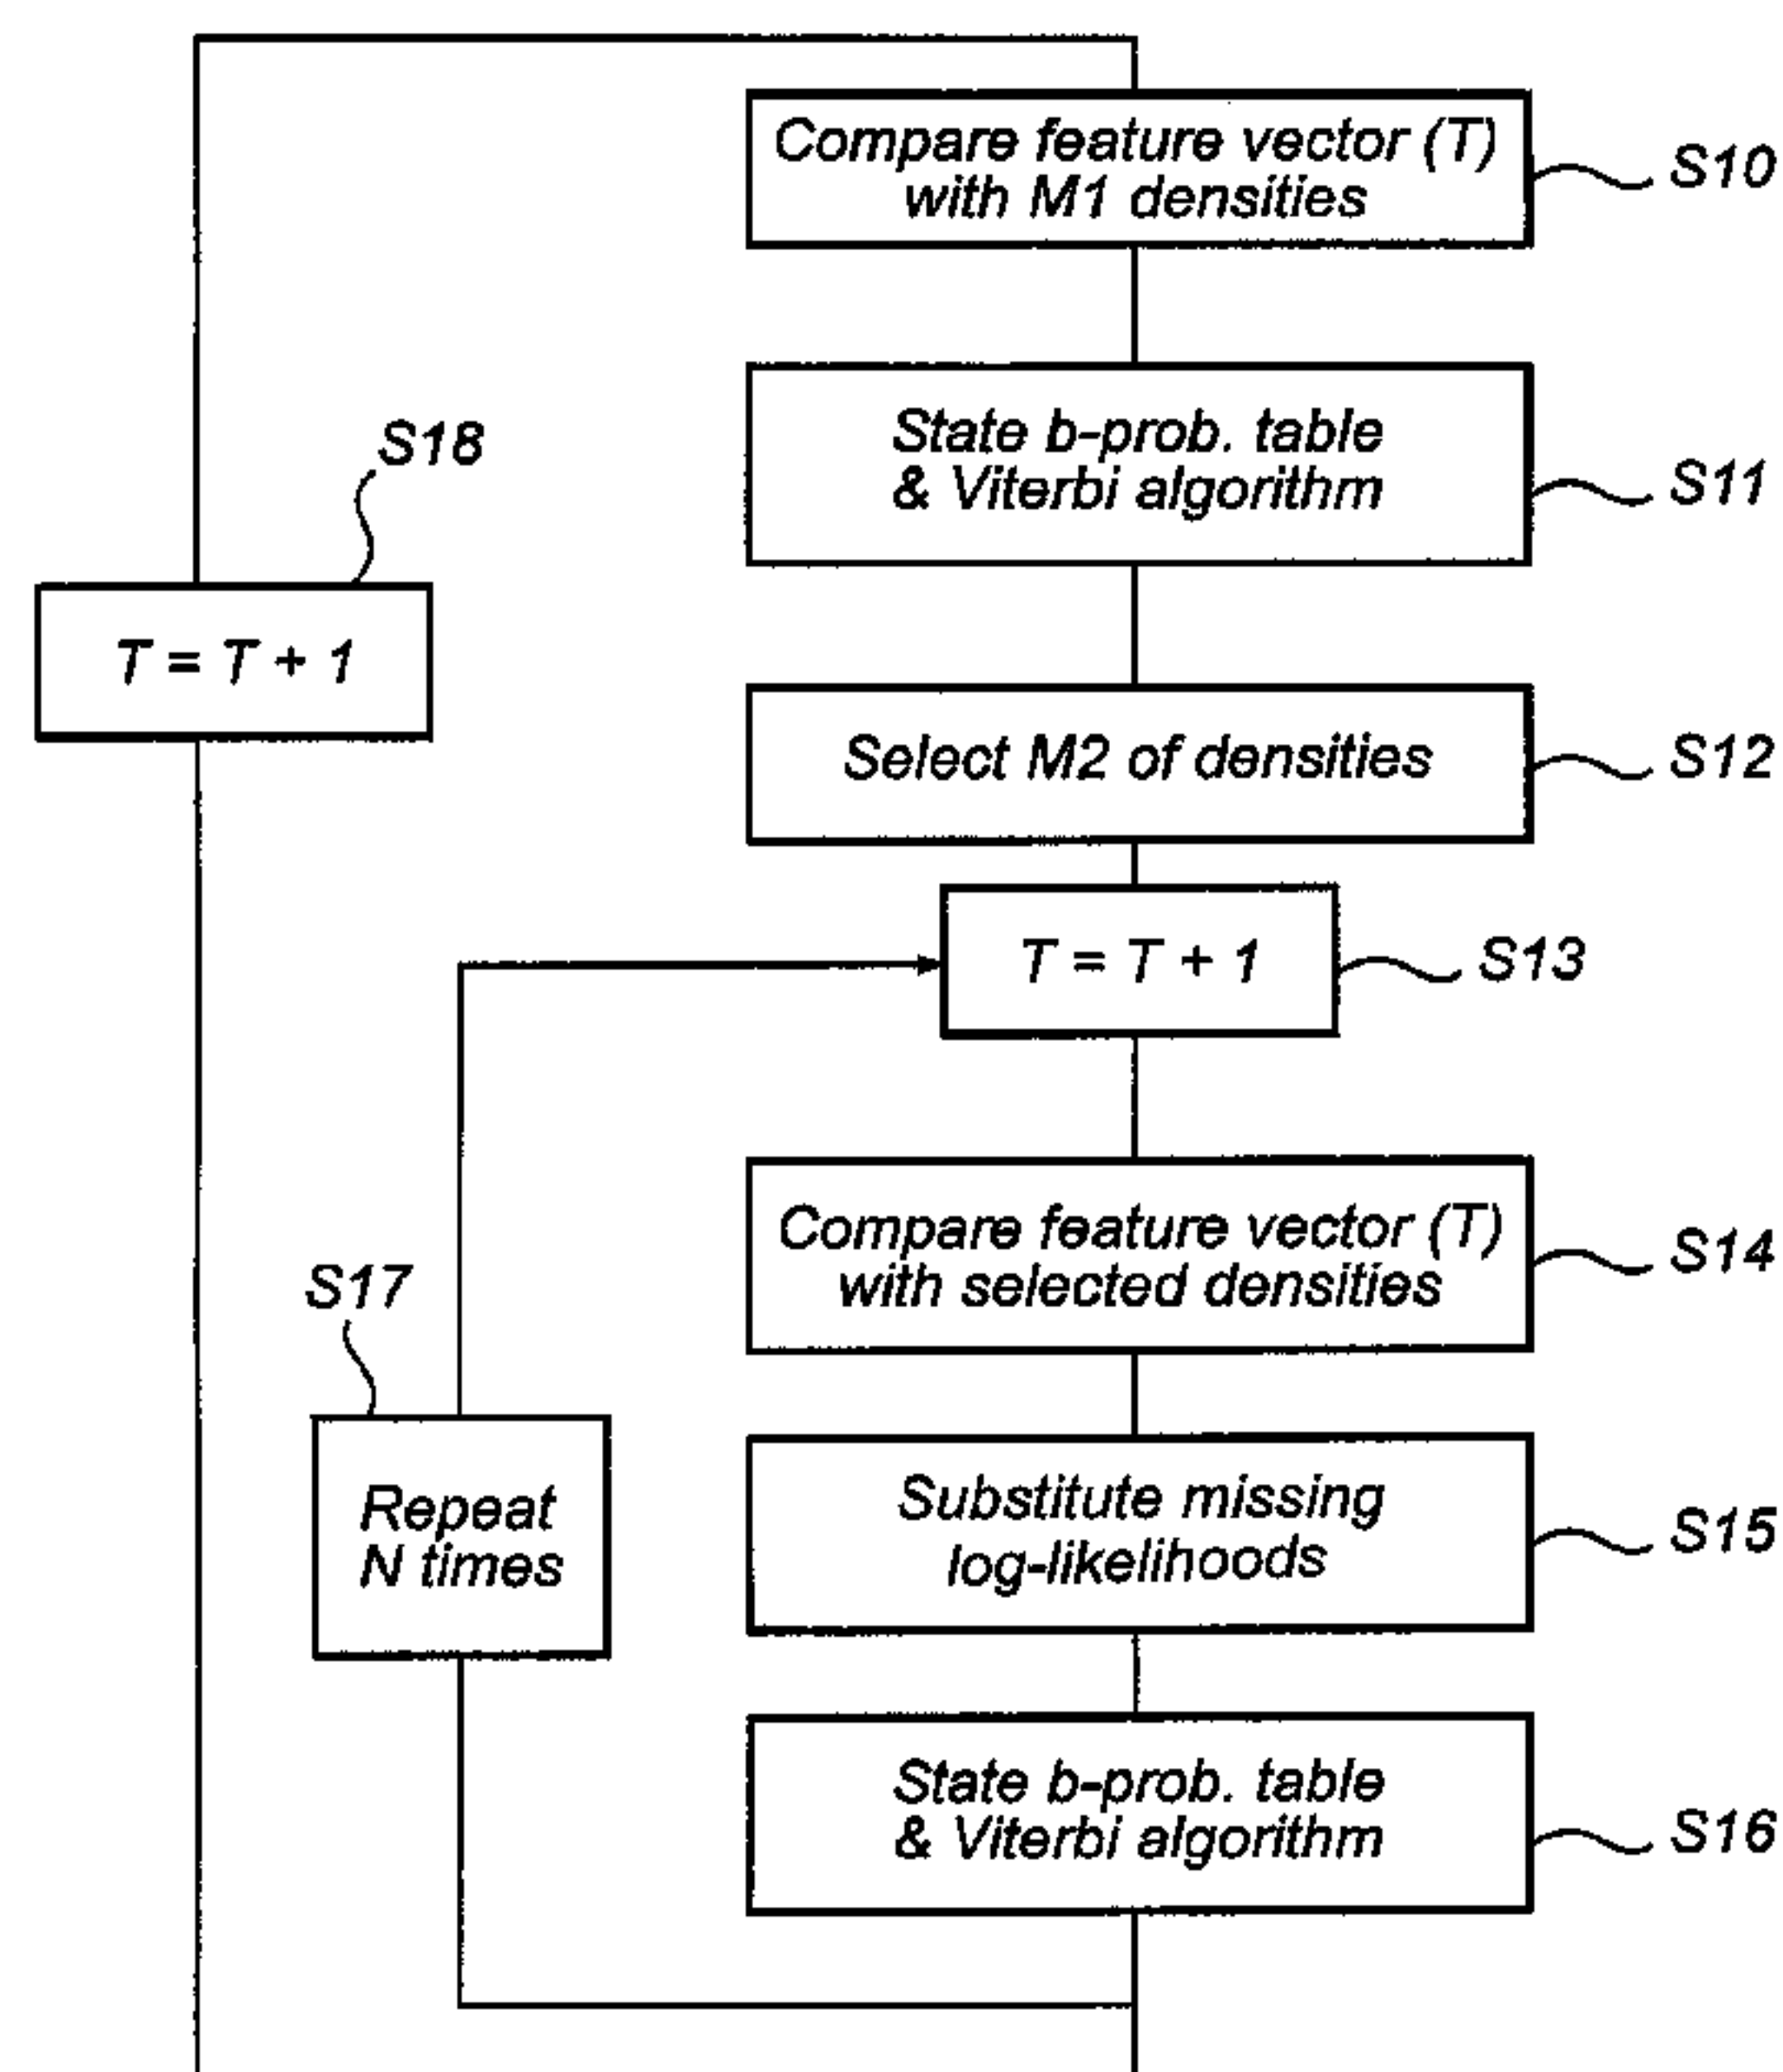 Compare feature vector (T)
with M1 densities
S10
State b-prob. table
& Viterbi algorithm
S11
S18
T = T + 1
Select M2 of densities
S12
T = T + 1
S13
Compare feature vector (T)
with selected densities
S14
S17
Repeat
N times
Substitute missing
log-likelihoods
S15
State b-prob. table
& Viterbi algorithm
S16